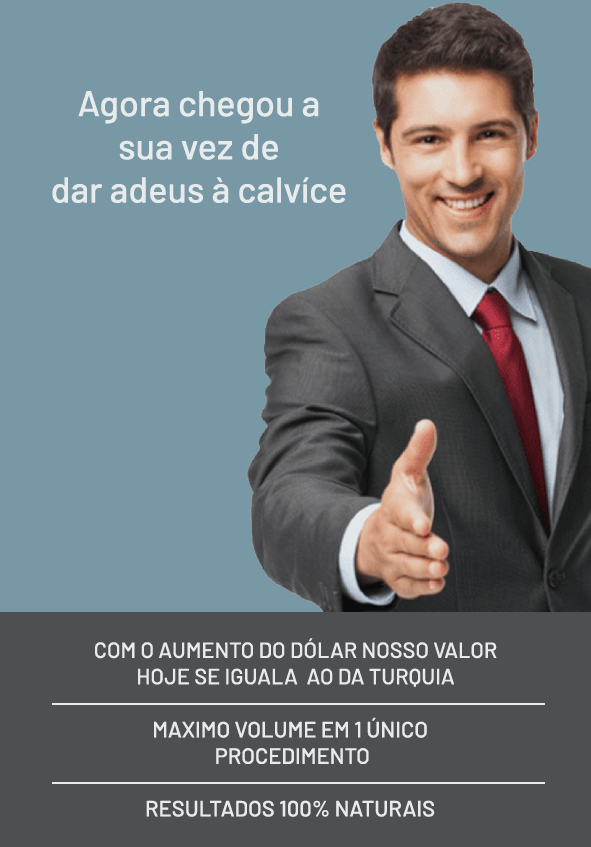 Agora chegou a
sua vez de
dar adeus à calvíce
COM O AUMENTO DO DÓLAR NOSSO VALOR
HOJE SE IGUALA AO DA TURQUIA
MAXIMO VOLUME EM 1 ÚNICO
PROCEDIMENTO
RESULTADOS 100% NATURAIS